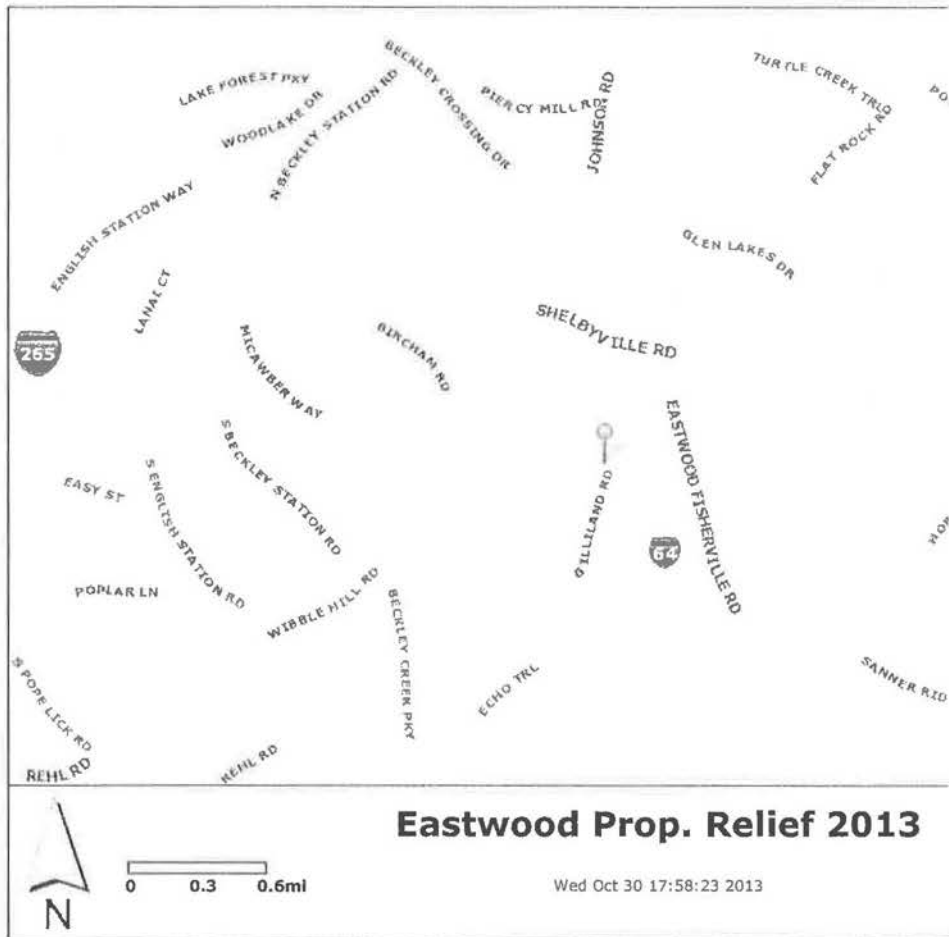 BECKLEY CROSSING DR
LAKE FOREST PKY
WOODLAKE DR
N BECKLEY STATION RD
PIERCY MILL RD
JOHNSON RD
TURTLE CREEK TRL
FLAT ROCK RD
ENGLISH STATION WAY
GLEN LAKES DR
LANAI CT
265
MICAWBER WAY
BIRCHAM RD
SHELBYVILLE RD
EASTWOOD FISHERVILLE RD
S BECKLEY STATION RD
EASY ST
S ENGLISH STATION RD
GILLILAND RD
64
POPLAR LN
WIBBLE HILL RD
BECKLEY CREEK PKY
ECHO TRL
SANNER RID
S POPE LICK RD
REHL RD
REHL RD
Eastwood Prop. Relief 2013
0 0.3 0.6mi
Wed Oct 30 17:58:23 2013
N